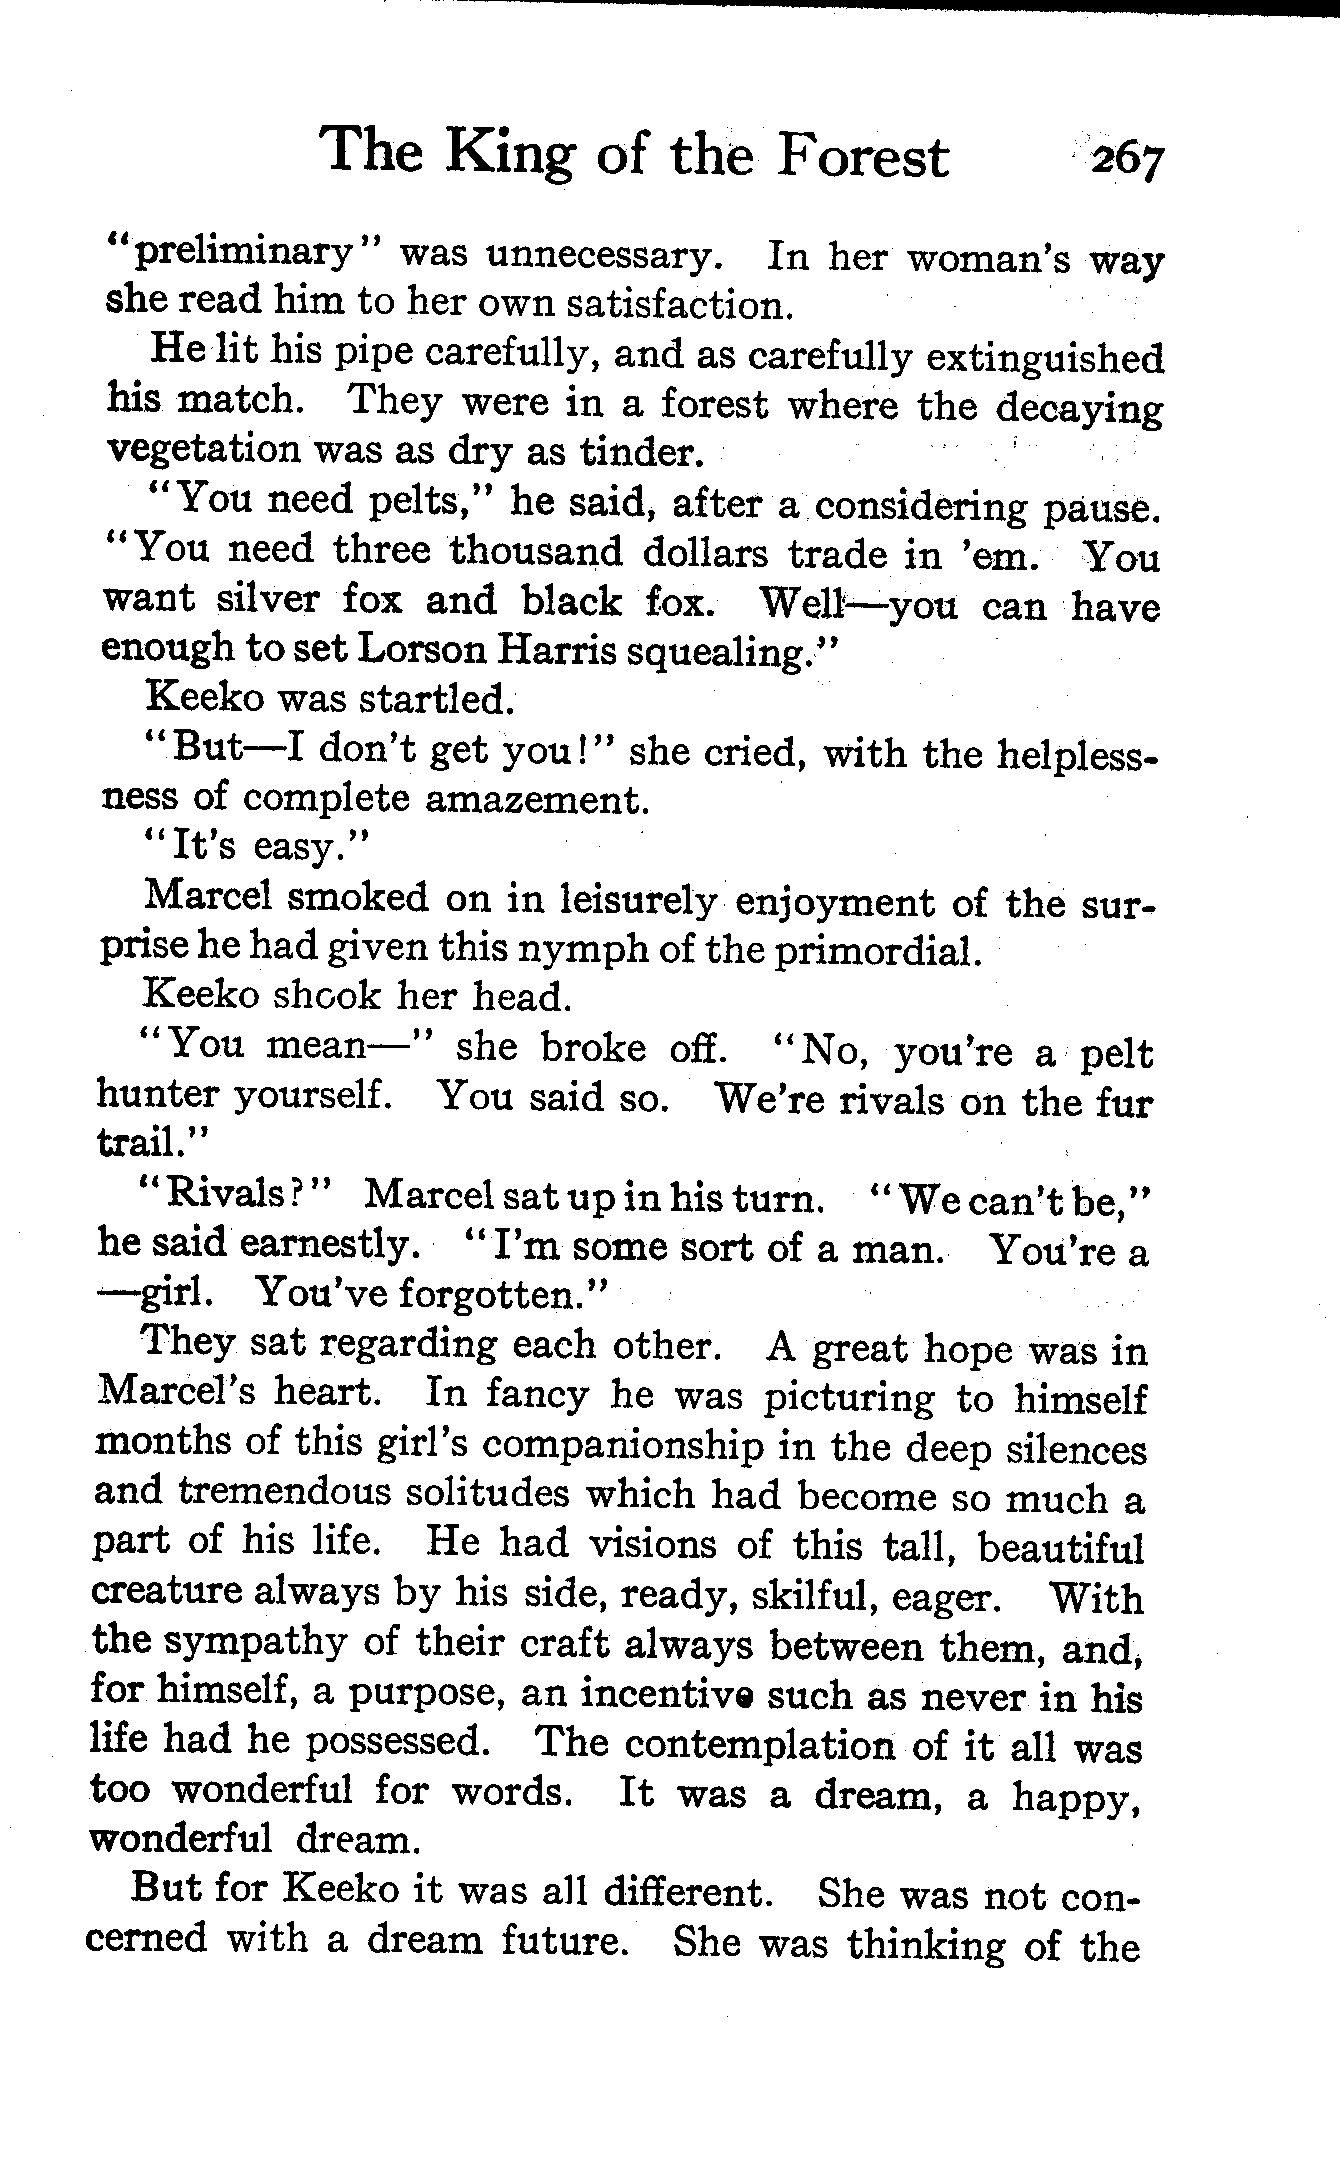 The King of the Forest 267
"preliminary" was unnecessary. In her woman's way
she read him to her own satisfaction.
He lit his pipe carefully, and as carefully extinguished
his match. They were in a forest where the decaying
vegetation was as dry as tinder.
"You need pelts," he said, after a considering pause.
"You need three thousand dollars trade in 'em. You
want silver fox and black fox. Well—you can have
enough to set Lorson Harris squealing."
Keeko was startled.
"But—I don't get you!" she cried, with the helpless-
ness of complete amazement.
"It's easy."
Marcel smoked on in leisurely enjoyment of the sur-
prise he had given this nymph of the primordial.
Keeko shook her head.
"You mean—" she broke off. "No, you're a pelt
hunter yourself. You said so. We're rivals on the fur
trail."
"Rivals?" Marcel sat up in his turn. "We can't be,"
he said earnestly. "I'm some sort of a man. You're a
—girl. You've forgotten."
They sat regarding each other. A great hope was in
Marcel's heart. In fancy he was picturing to himself
months of this girl's companionship in the deep silences
and tremendous solitudes which had become so much a
part of his life. He had visions of this tall, beautiful
creature always by his side, ready, skilful, eager. With
the sympathy of their craft always between them, and,
for himself, a purpose, an incentive such as never in his
life had he possessed. The contemplation of it all was
too wonderful for words. It was a dream, a happy,
wonderful dream.
But for Keeko it was all different. She was not con-
cerned with a dream future. She was thinking of the